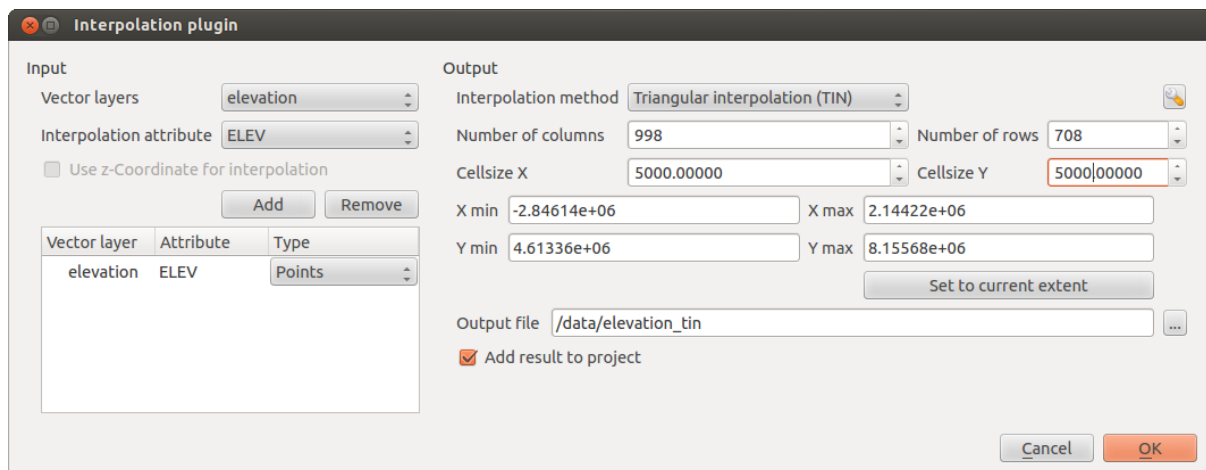 Interpolation plugin
Input
Vector layers elevation
Interpolation attribute ELEV
Use z-Coordinate for interpolation
Add Remove
Vector layer Attribute Type
elevation ELEV Points
Output
Interpolation method Triangular interpolation (TIN)
Number of columns 998 Number of rows 708
Cellsize X 5000.00000 Cellsize Y 5000.00000
X min -2.84614e+06 X max 2.14422e+06
Y min 4.61336e+06 Y max 8.15568e+06
Set to current extent
Output file /data/elevation_tin ...
Add result to project
Cancel OK